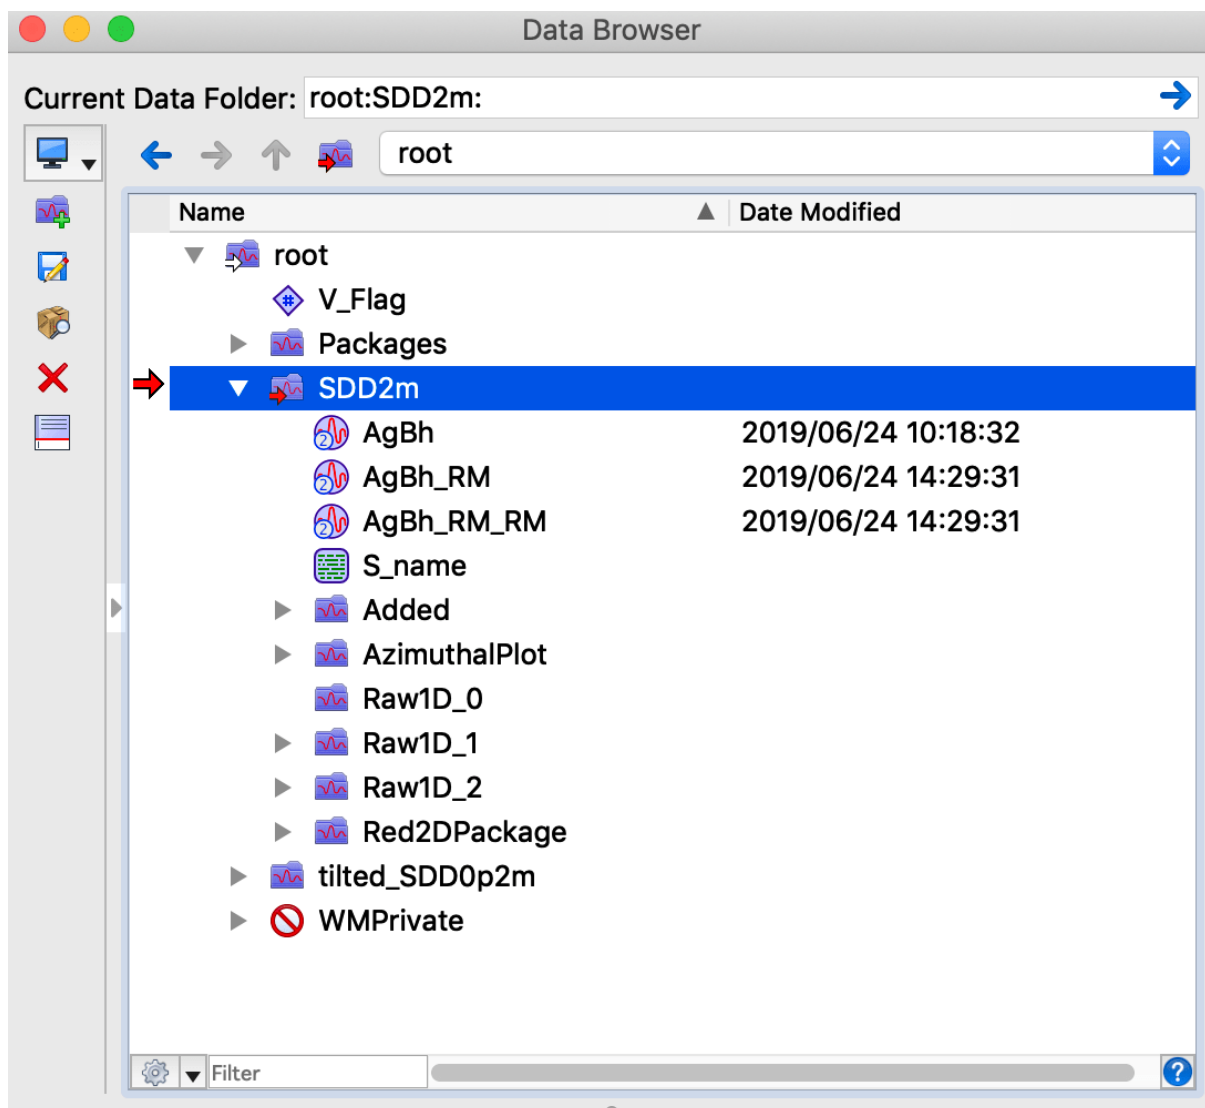 Data Browser
Current Data Folder: root:SDD2m:
root
Name Date Modified
root
V_Flag
Packages
SDD2m
AgBh 2019/06/24 10:18:32
AgBh_RM 2019/06/24 14:29:31
AgBh_RM_RM 2019/06/24 14:29:31
S_name
Added
AzimuthalPlot
Raw1D_0
Raw1D_1
Raw1D_2
Red2DPackage
tilted_SDD0p2m
WMPrivate
Filter